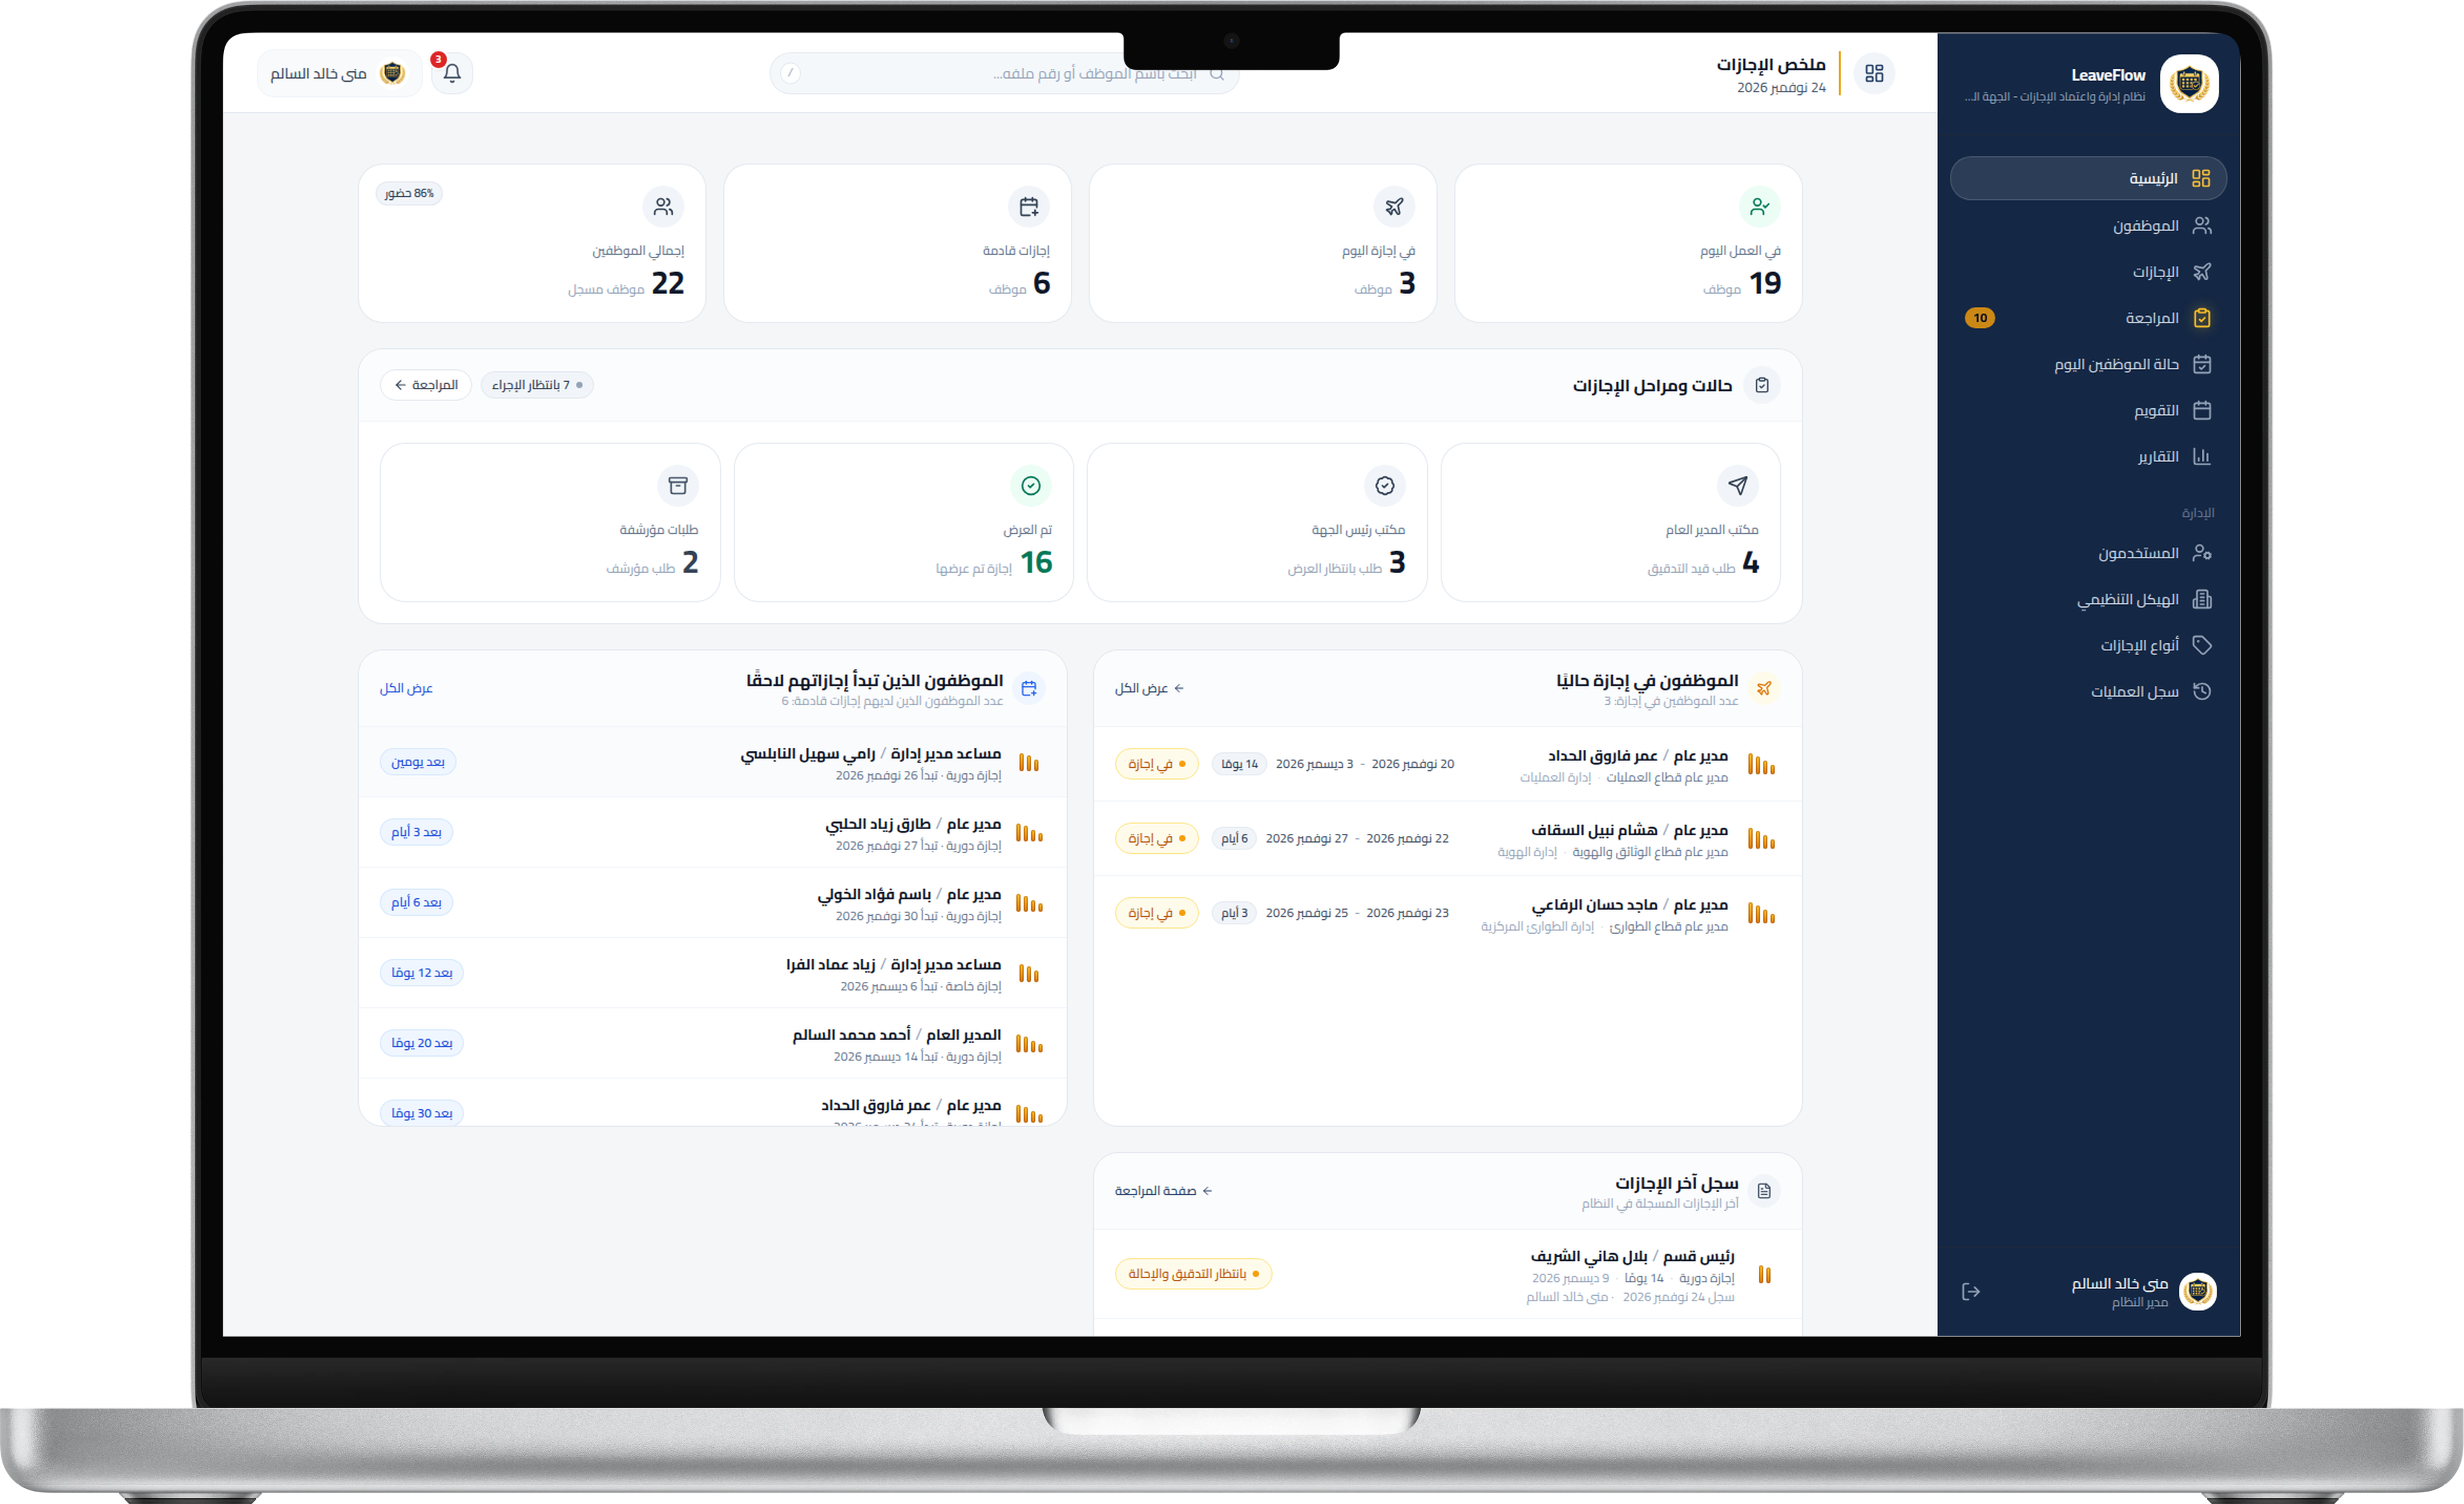 LeaveFlow
نظام إدارة واعتماد الإجازات - الجهة الـ...
الرئيسية
الموظفون
الإجازات
المراجعة 10
حالة الموظفين اليوم
التقويم
التقارير
الإدارة
المستخدمون
الهيكل التنظيمي
أنواع الإجازات
سجل العمليات
منى خالد السالم
مدير النظام
ملخص الإجازات
24 نوفمبر 2026
ابحث باسم الموظف أو رقم ملفه...
/
3
منى خالد السالم
في العمل اليوم
19 موظف
في إجازة اليوم
3 موظف
إجازات قادمة
6 موظف
86% حضور
إجمالي الموظفين
22 موظف مسجل
حالات ومراحل الإجازات
7 بانتظار الإجراء
المراجعة ←
مكتب المدير العام
4 طلب قيد التدقيق
مكتب رئيس الجهة
3 طلب بانتظار العرض
تم العرض
16 إجازة تم عرضها
طلبات مؤرشفة
2 طلب مؤرشف
الموظفون في إجازة حاليًا
عدد الموظفين في إجازة: 3
← عرض الكل
مدير عام / عمر فاروق الحداد
مدير عام قطاع العمليات · إدارة العمليات
20 نوفمبر 2026 - 3 ديسمبر 2026 14 يومًا في إجازة
مدير عام / هشام نبيل السقاف
مدير عام قطاع الوثائق والهوية · إدارة الهوية
22 نوفمبر 2026 - 27 نوفمبر 2026 6 أيام في إجازة
مدير عام / ماجد حسان الرفاعي
مدير عام قطاع الطوارئ · إدارة الطوارئ المركزية
23 نوفمبر 2026 - 25 نوفمبر 2026 3 أيام في إجازة
الموظفون الذين تبدأ إجازاتهم لاحقًا
عدد الموظفون الذين لديهم إجازات قادمة: 6
عرض الكل
مساعد مدير إدارة / رامي سهيل النابلسي
إجازة دورية · تبدأ 26 نوفمبر 2026
بعد يومين
مدير عام / طارق زياد الحلبي
إجازة دورية · تبدأ 27 نوفمبر 2026
بعد 3 أيام
مدير عام / باسم فؤاد الخولي
إجازة دورية · تبدأ 30 نوفمبر 2026
بعد 6 أيام
مساعد مدير إدارة / زياد عماد الفرا
إجازة خاصة · تبدأ 6 ديسمبر 2026
بعد 12 يومًا
المدير العام / أحمد محمد السالم
إجازة دورية · تبدأ 14 ديسمبر 2026
بعد 20 يومًا
مدير عام / عمر فاروق الحداد
بعد 30 يومًا
سجل آخر الإجازات
آخر الإجازات المسجلة في النظام
← صفحة المراجعة
رئيس قسم / بلال هاني الشريف
إجازة دورية · 14 يومًا · 9 ديسمبر 2026
سجل 24 نوفمبر 2026 · منى خالد السالم
بانتظار التدقيق والإحالة